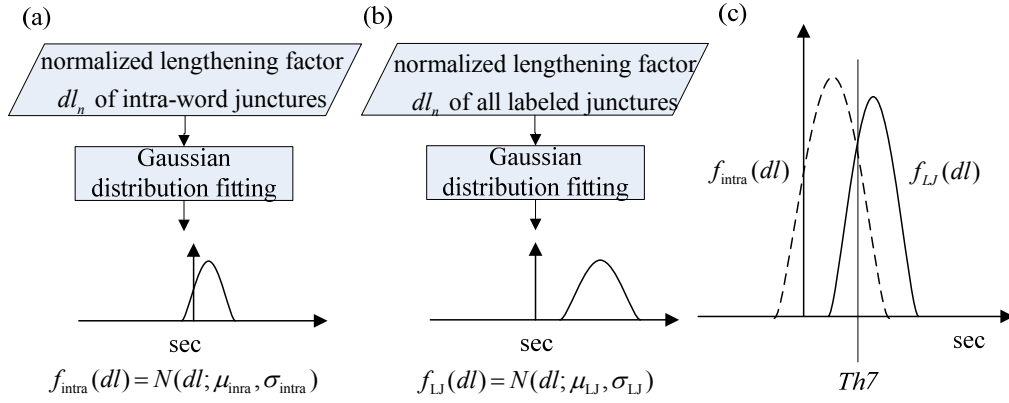 (a)
normalized lengthening factor
dlₙ of intra-word junctures
Gaussian
distribution fitting
sec
f_intra(dl) = N(dl; μ_inra, σ_intra)
(b)
normalized lengthening factor
dlₙ of all labeled junctures
Gaussian
distribution fitting
sec
f_LJ(dl) = N(dl; μ_LJ, σ_LJ)
(c)
f_intra(dl)
f_LJ(dl)
sec
Th7